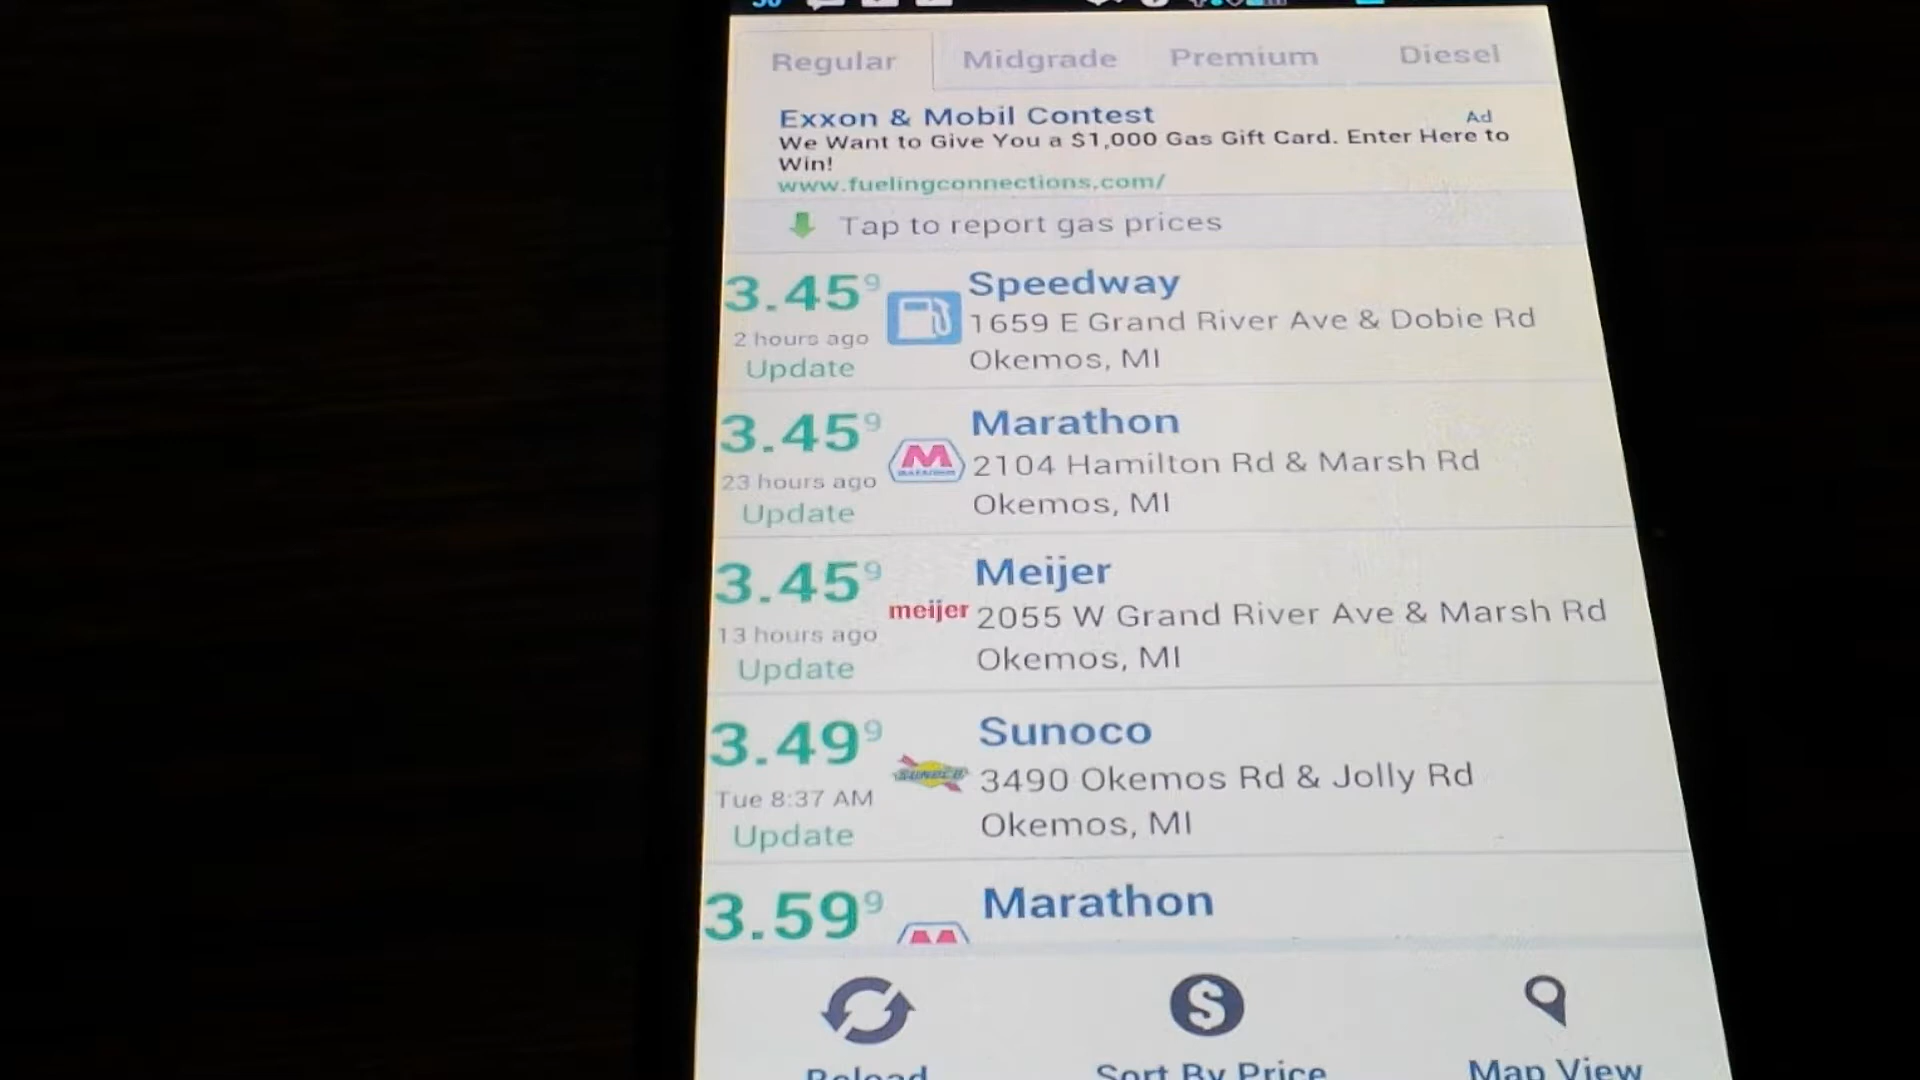 Regular Midgrade Premium Diesel
Exxon & Mobil Contest Ad
We Want to Give You a $1,000 Gas Gift Card. Enter Here to
Win!
www.fuelingconnections.com/
Tap to report gas prices
3.459 Speedway
1659 E Grand River Ave & Dobie Rd
2 hours ago
Okemos, MI
Update
3.459 Marathon
2104 Hamilton Rd & Marsh Rd
23 hours ago
Okemos, MI
Update
3.459 Meijer
meijer 2055 W Grand River Ave & Marsh Rd
13 hours ago
Okemos, MI
Update
3.499 Sunoco
SUNOCO 3490 Okemos Rd & Jolly Rd
Tue 8:37 AM
Okemos, MI
Update
3.599 Marathon
Reload Sort By Price Map View